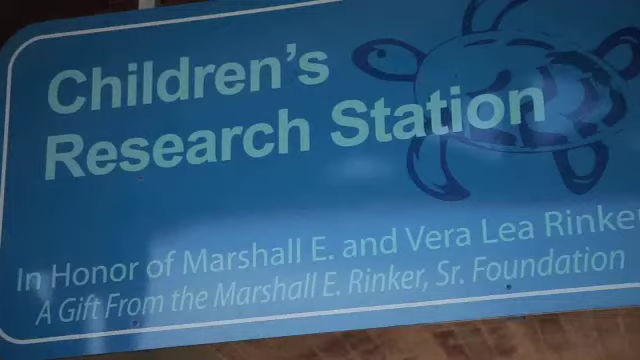 Children's
Research Station
In Honor of Marshall E. and Vera Lea Rinker
A Gift From the Marshall E. Rinker, Sr. Foundation